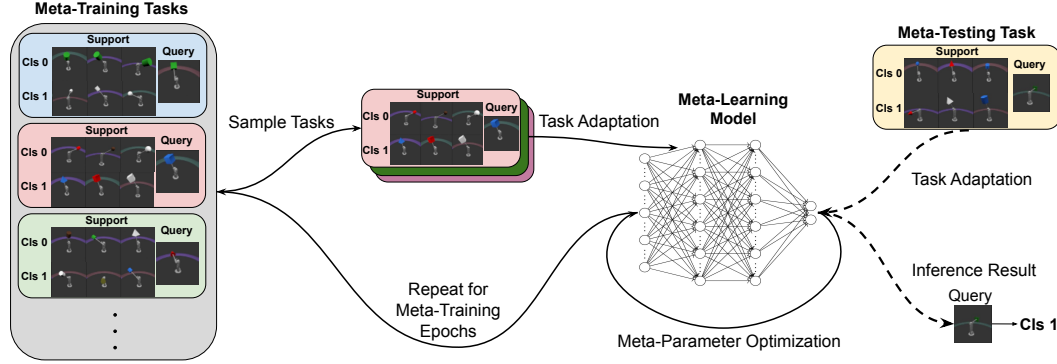 Meta-Training Tasks
Support
Query
Cls 0
Cls 1
Support
Query
Cls 0
Cls 1
Support
Query
Cls 0
Cls 1
Sample Tasks
Support
Query
Cls 0
Cls 1
Task Adaptation
Repeat for
Meta-Training
Epochs
Meta-Learning
Model
Meta-Parameter Optimization
Meta-Testing Task
Support
Query
Cls 0
Cls 1
Task Adaptation
Inference Result
Query
Cls 1